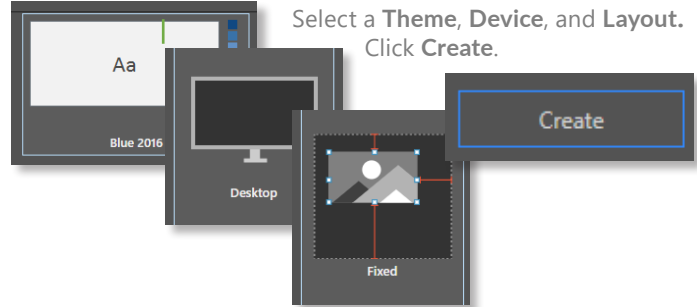 Select a Theme, Device, and Layout.
Click Create.
Aa
Blue 2016
Desktop
Fixed
Create